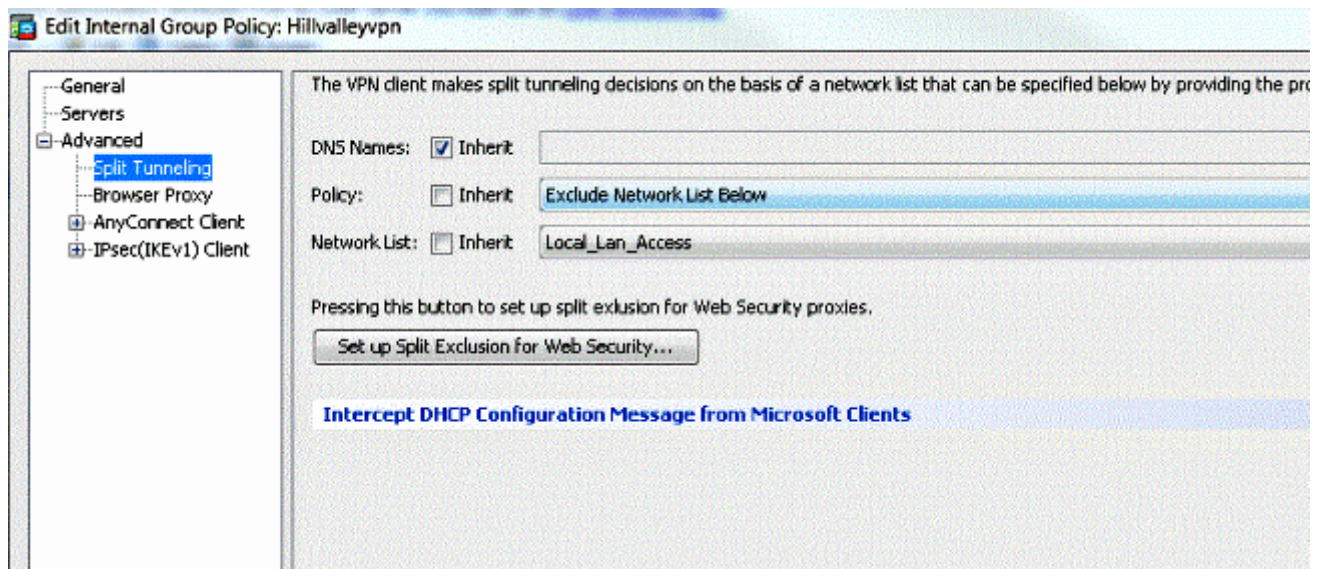 Edit Internal Group Policy: Hillvalleyvpn
General
Servers
Advanced
Split Tunneling
Browser Proxy
AnyConnect Client
IPsec(IKEv1) Client
The VPN client makes split tunneling decisions on the basis of a network list that can be specified below by providing the pro
DNS Names: Inherit
Policy: Inherit Exclude Network List Below
Network List: Inherit Local_Lan_Access
Pressing this button to set up split exlusion for Web Security proxies.
Set up Split Exclusion for Web Security...
Intercept DHCP Configuration Message from Microsoft Clients